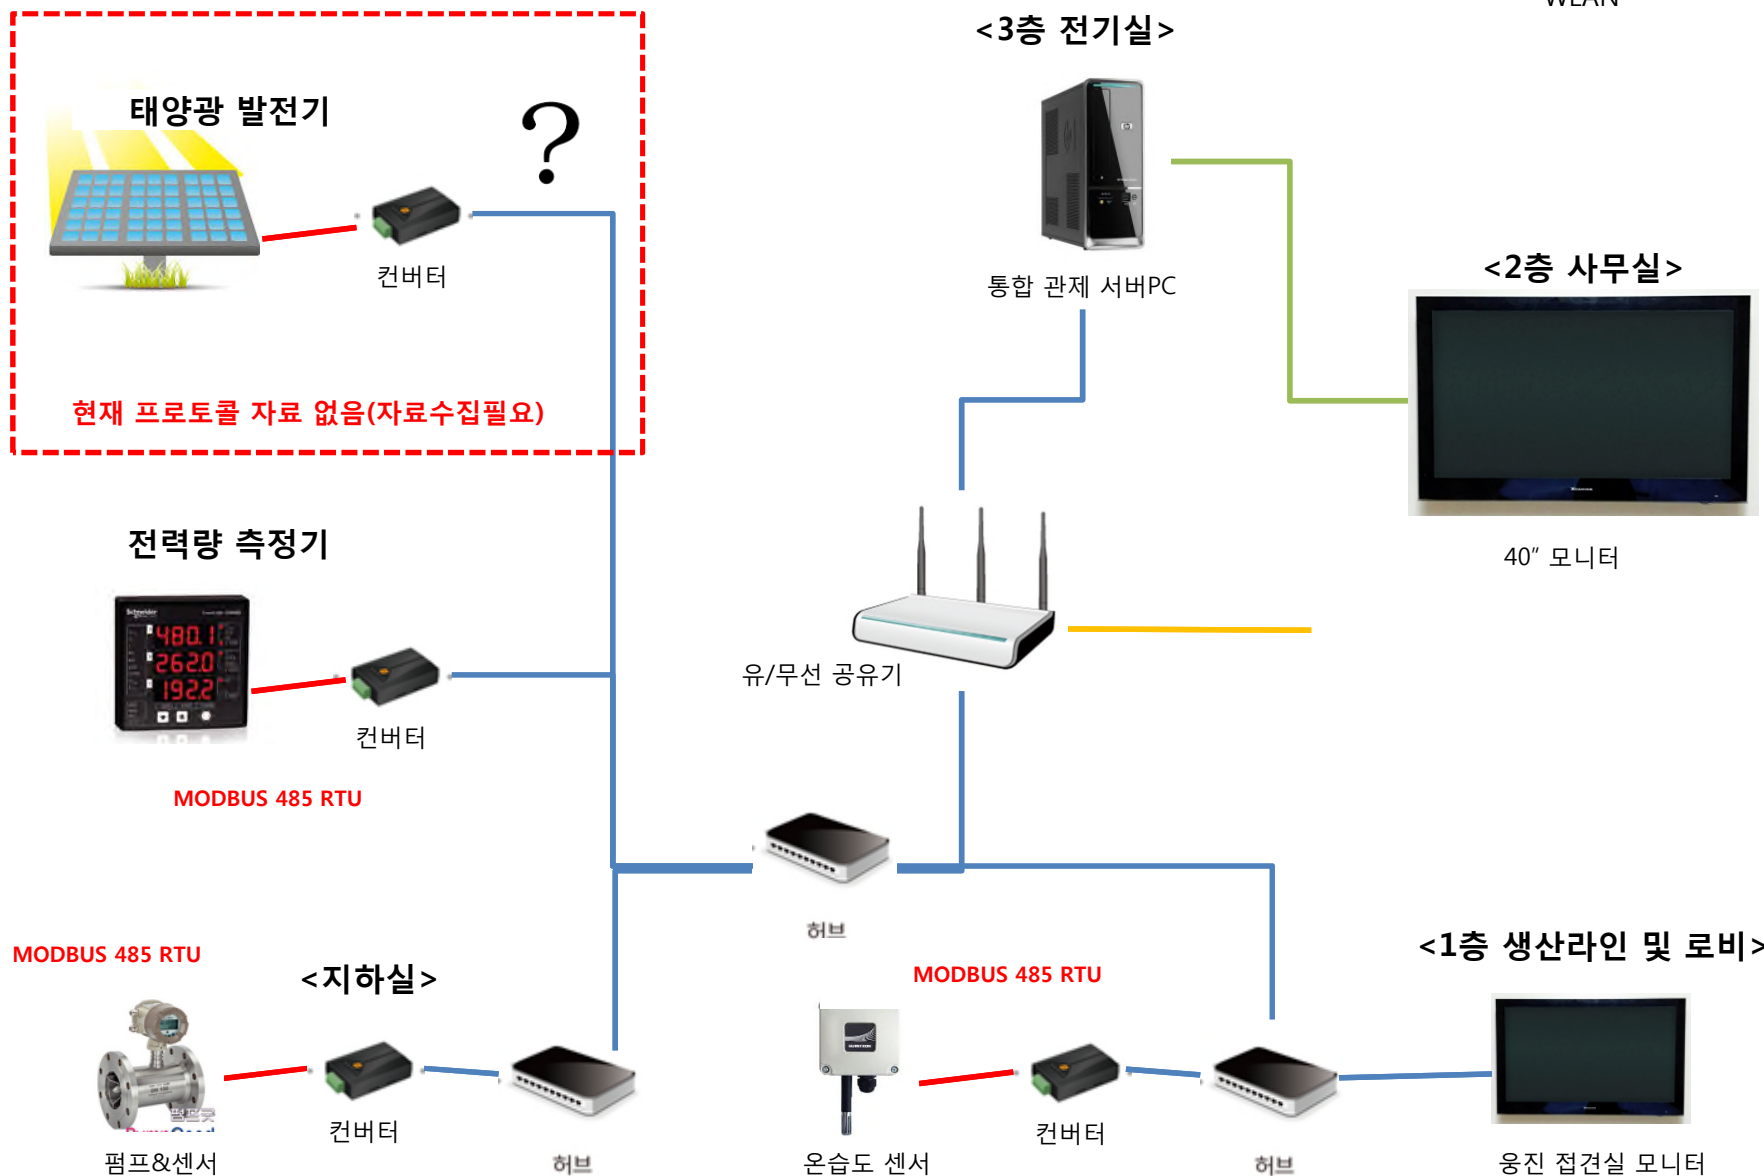 WLAN
<3층 전기실>
태양광 발전기
?
컨버터
통합 관제 서버PC
<2층 사무실>
현재 프로토콜 자료 없음(자료수집필요)
전력량 측정기
40" 모니터
Schneider
480.1
262.0
192.2
유/무선 공유기
컨버터
MODBUS 485 RTU
허브
MODBUS 485 RTU
<지하실>
MODBUS 485 RTU
<1층 생산라인 및 로비>
펌프굿
컨버터
컨버터
펌프&센서
허브
온습도 센서
허브
웅진 접견실 모니터